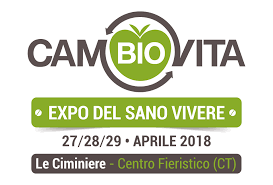 CAMBIOVITA
• EXPO DEL SANO VIVERE •
27/28/29 • APRILE 2018
Le Ciminiere - Centro Fieristico (CT)